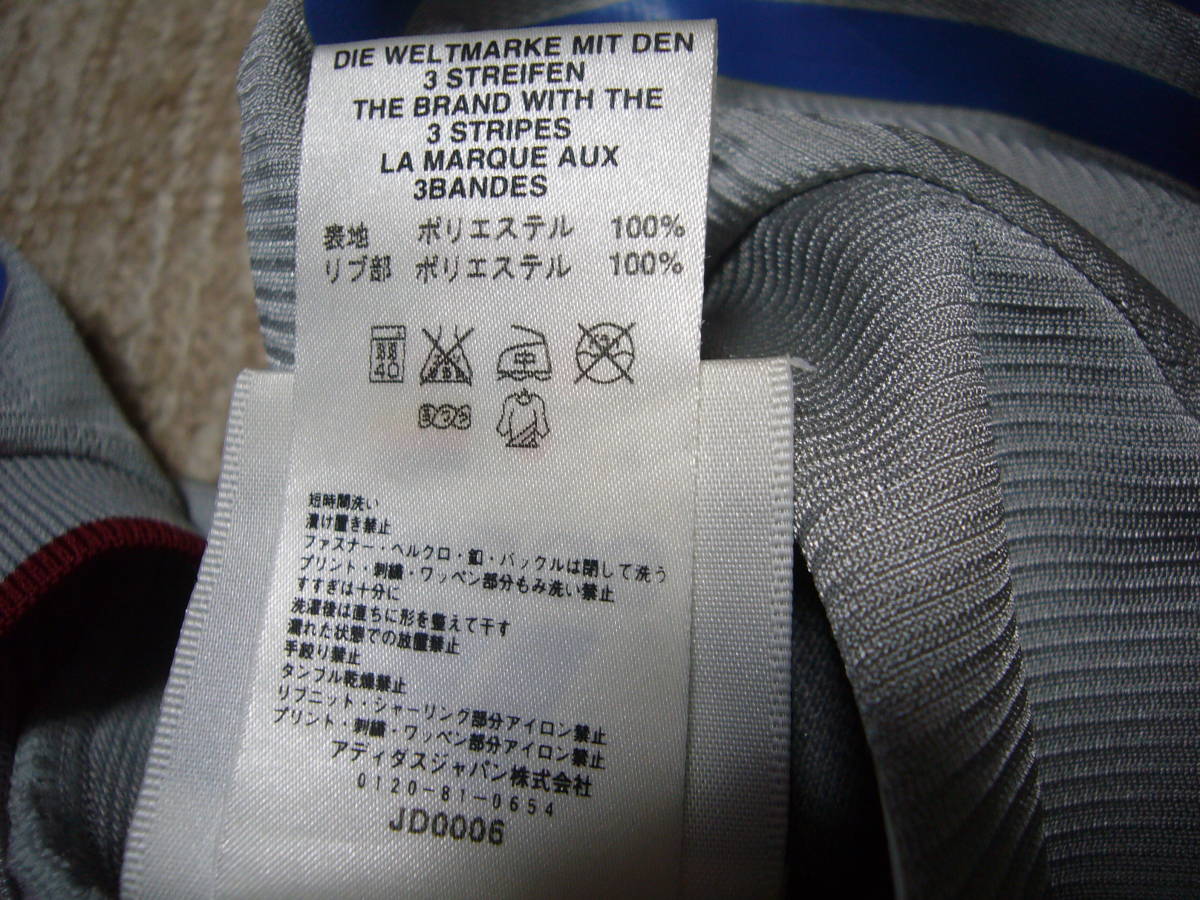 DIE WELTMARKE MIT DEN
3 STREIFEN
THE BRAND WITH THE
3 STRIPES
LA MARQUE AUX
3BANDES
表地 ポリエステル 100%
リブ部 ポリエステル 100%
40 中
短時間洗い
漬け置き禁止
ファスナー・ベルクロ・釦・バックルは閉して洗う
プリント・刺繍・ワッペン部分もみ洗い禁止
すすぎは十分に
洗濯後は直ちに形を整えて干す
濡れた状態での放置禁止
手絞り禁止
タンブル乾燥禁止
リブニット・シャーリング部分アイロン禁止
プリント・刺繍・ワッペン部分アイロン禁止
アディダスジャパン株式会社
0120-81-0654
JD0006